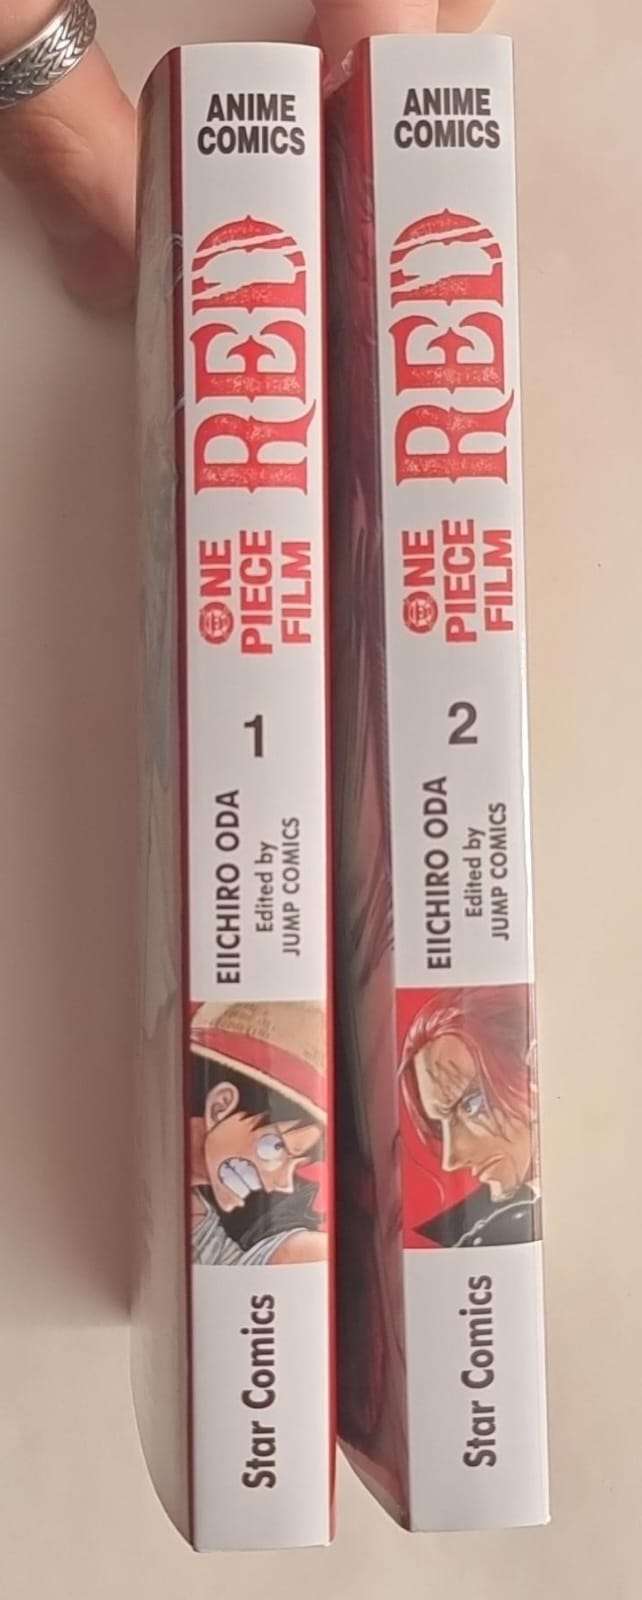 ANIME
COMICS
RED
ONE
PIECE
FILM
1
EIICHIRO ODA
Edited by
JUMP COMICS
Star Comics
ANIME
COMICS
RED
ONE
PIECE
FILM
2
EIICHIRO ODA
Edited by
JUMP COMICS
Star Comics